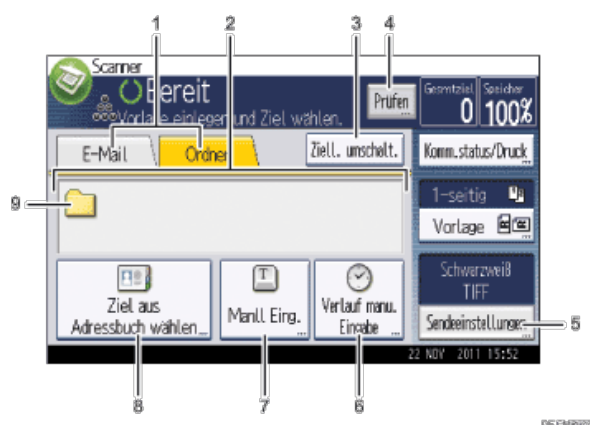 1 2 3 4
Scanner
Bereit
Vorlage einlegen und Ziel wählen.
Prüfen
Gesmtziel
0
Speicher
100%
E-Mail
Ordner
Ziell. umschalt.
Komm.status/Druck
9
1-seitig
Vorlage
Ziel aus
Adressbuch wählen
Manll Eing.
Verlauf manu.
Eingabe
Schwarzweiß
TIFF
Sendeeinstellungen
5
22 NOV 2011 15:52
8 7 6